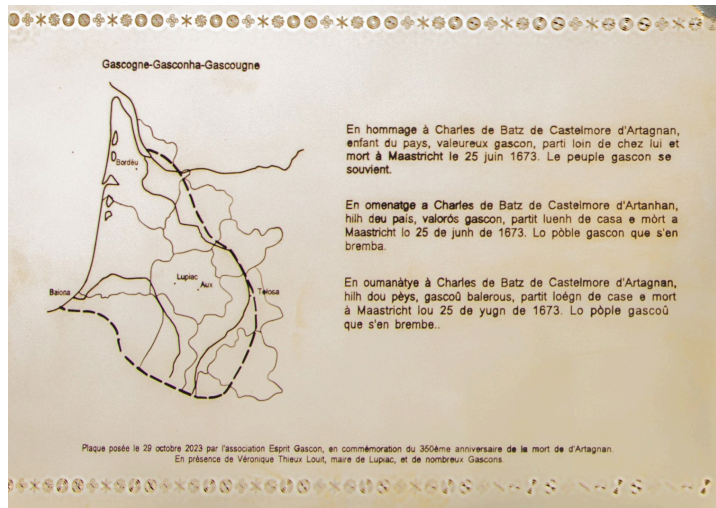 Gascogne-Gasconha-Gascougne
Bordèu
Lupiac
Aux
Baiona
Tolosa
En hommage à Charles de Batz de Castelmore d'Artagnan,
enfant du pays, valeureux gascon, parti loin de chez lui et
mort à Maastricht le 25 juin 1673. Le peuple gascon se
souvient.
En omenatge a Charles de Batz de Castelmore d'Artanhan,
hilh deu país, valorós gascon, partit luenh de casa e mòrt a
Maastricht lo 25 de junh de 1673. Lo pòble gascon que s'en
bremba.
En oumanàtye à Charles de Batz de Castelmore d'Artagnan,
hilh dou pèys, gascoû balerous, partit loégn de case e mort
à Maastricht lou 25 de yugn de 1673. Lo pòple gascoû
que s'en brembe..
Plaque posée le 29 octobre 2023 par l'association Esprit Gascon, en commémoration du 350ème anniversaire de la mort de d'Artagnan.
En présence de Véronique Thieux Louit, maire de Lupiac, et de nombreux Gascons.